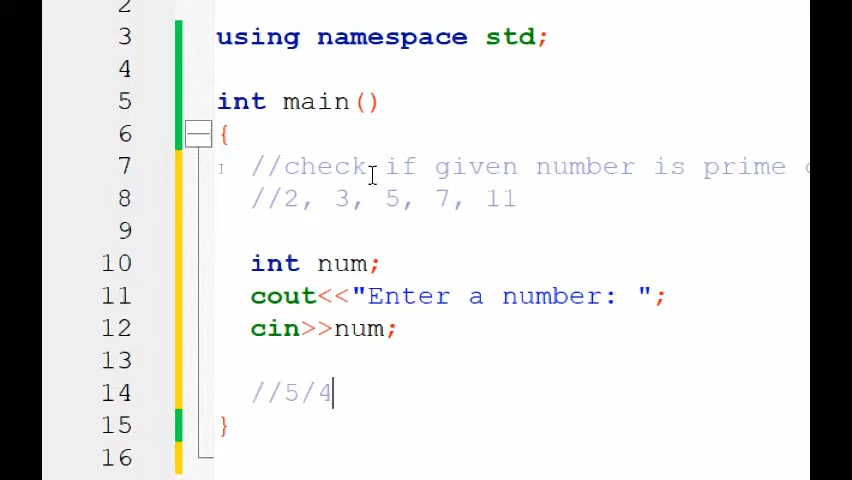 2
3 using namespace std;
4
5 int main()
6 {
7 //check if given number is prime
8 //2, 3, 5, 7, 11
9
10 int num;
11 cout<<"Enter a number: ";
12 cin>>num;
13
14 //5/4
15 }
16